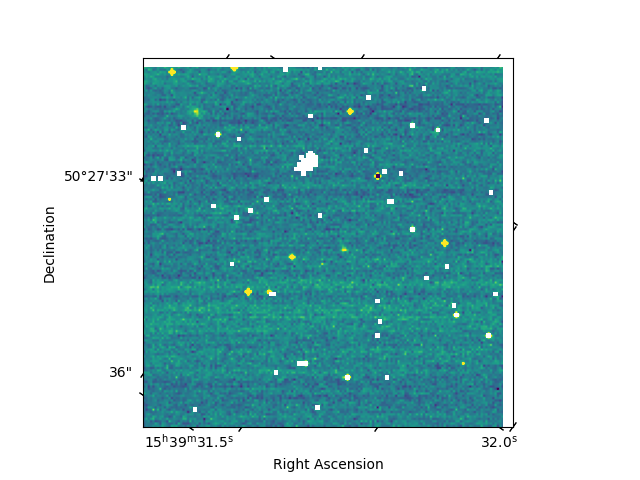 Declination
50°27'33"
36"
15ʰ39ᵐ31.5ˢ
32.0ˢ
Right Ascension